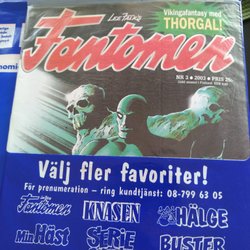 Vikingafantasy med
THORGAL!
Lee Falk's
Fantomen
NR 3 • 2003 • PRIS
Välj fler favoriter!
För prenumeration – ring kundtjänst: 08-799 63 05
Fantomen
KNASEN
HÄLGE
Min Häst
SERIE
BUSTER